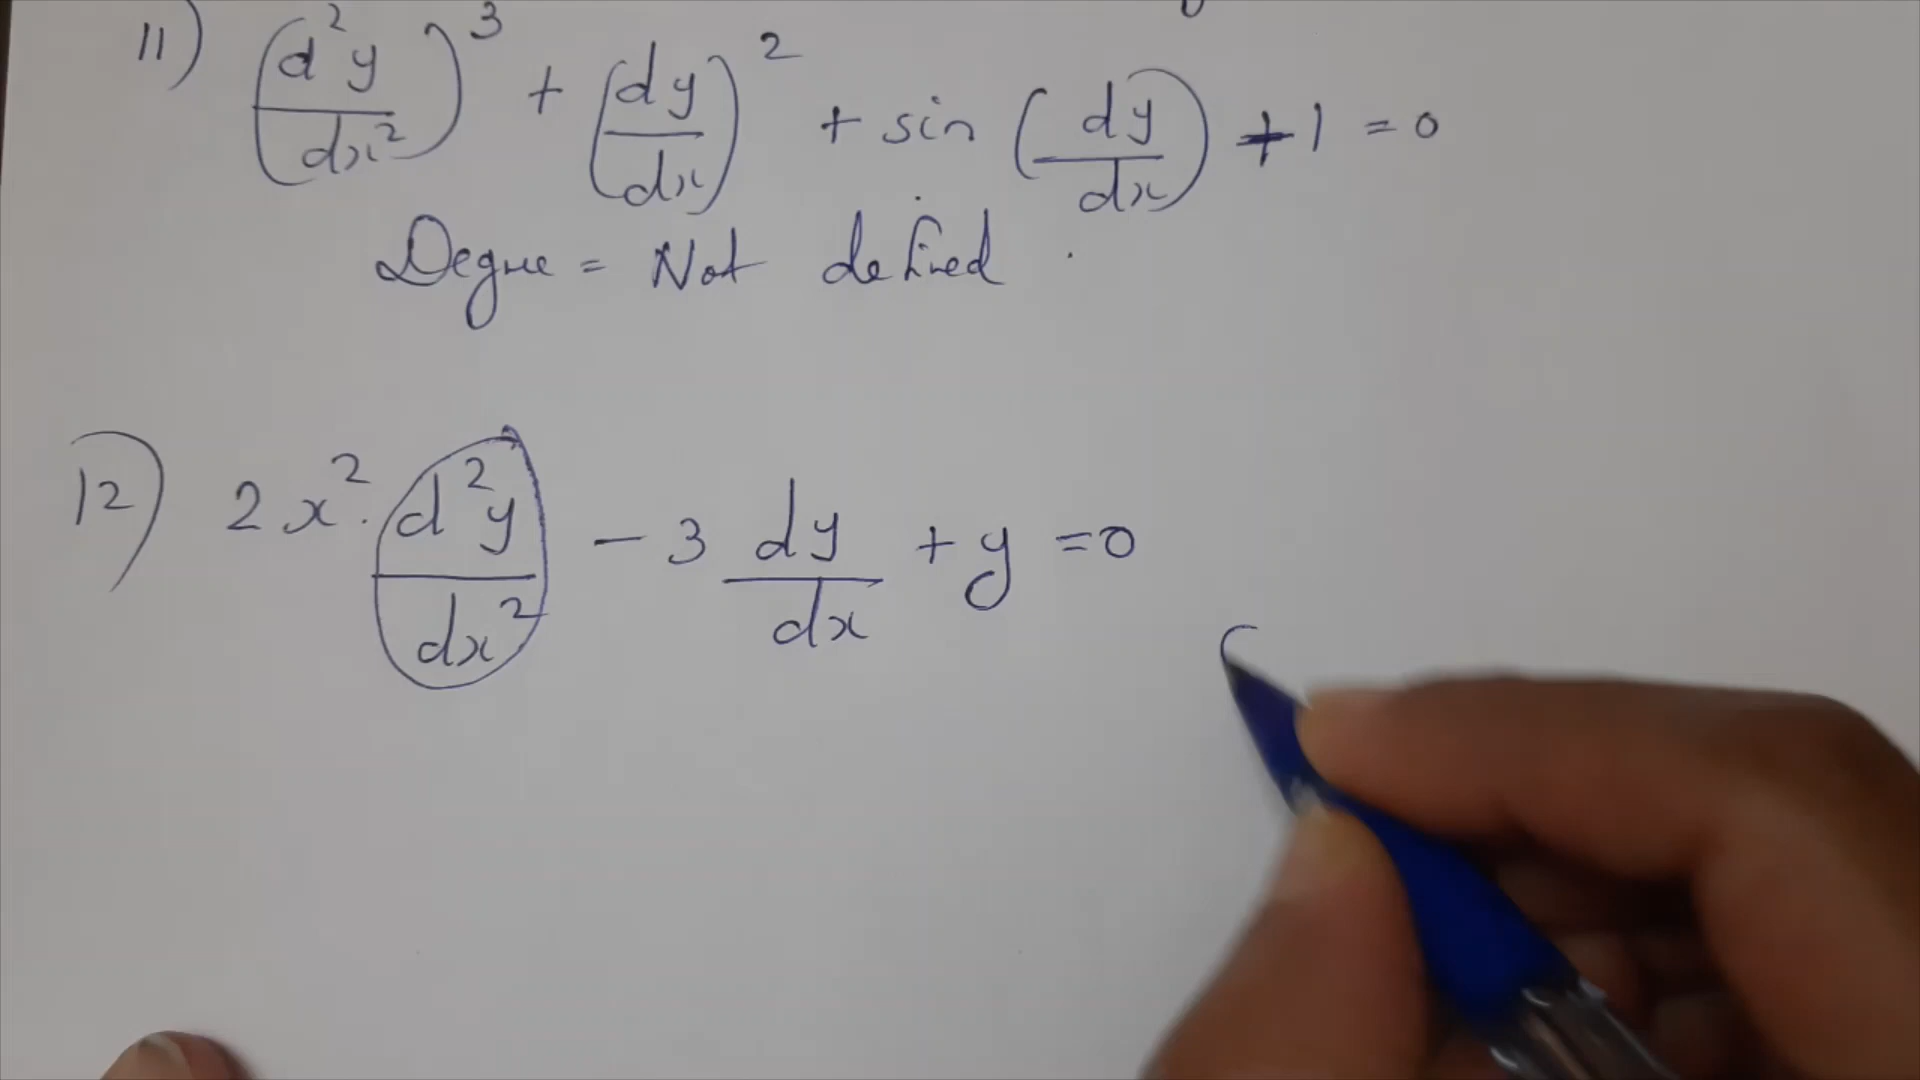 11) (d²y/dx²)³ + (dy/dx)² + sin (dy/dx) + 1 = 0
Degree = Not defined .
12) 2x² . d²y/dx² - 3 dy/dx + y = 0